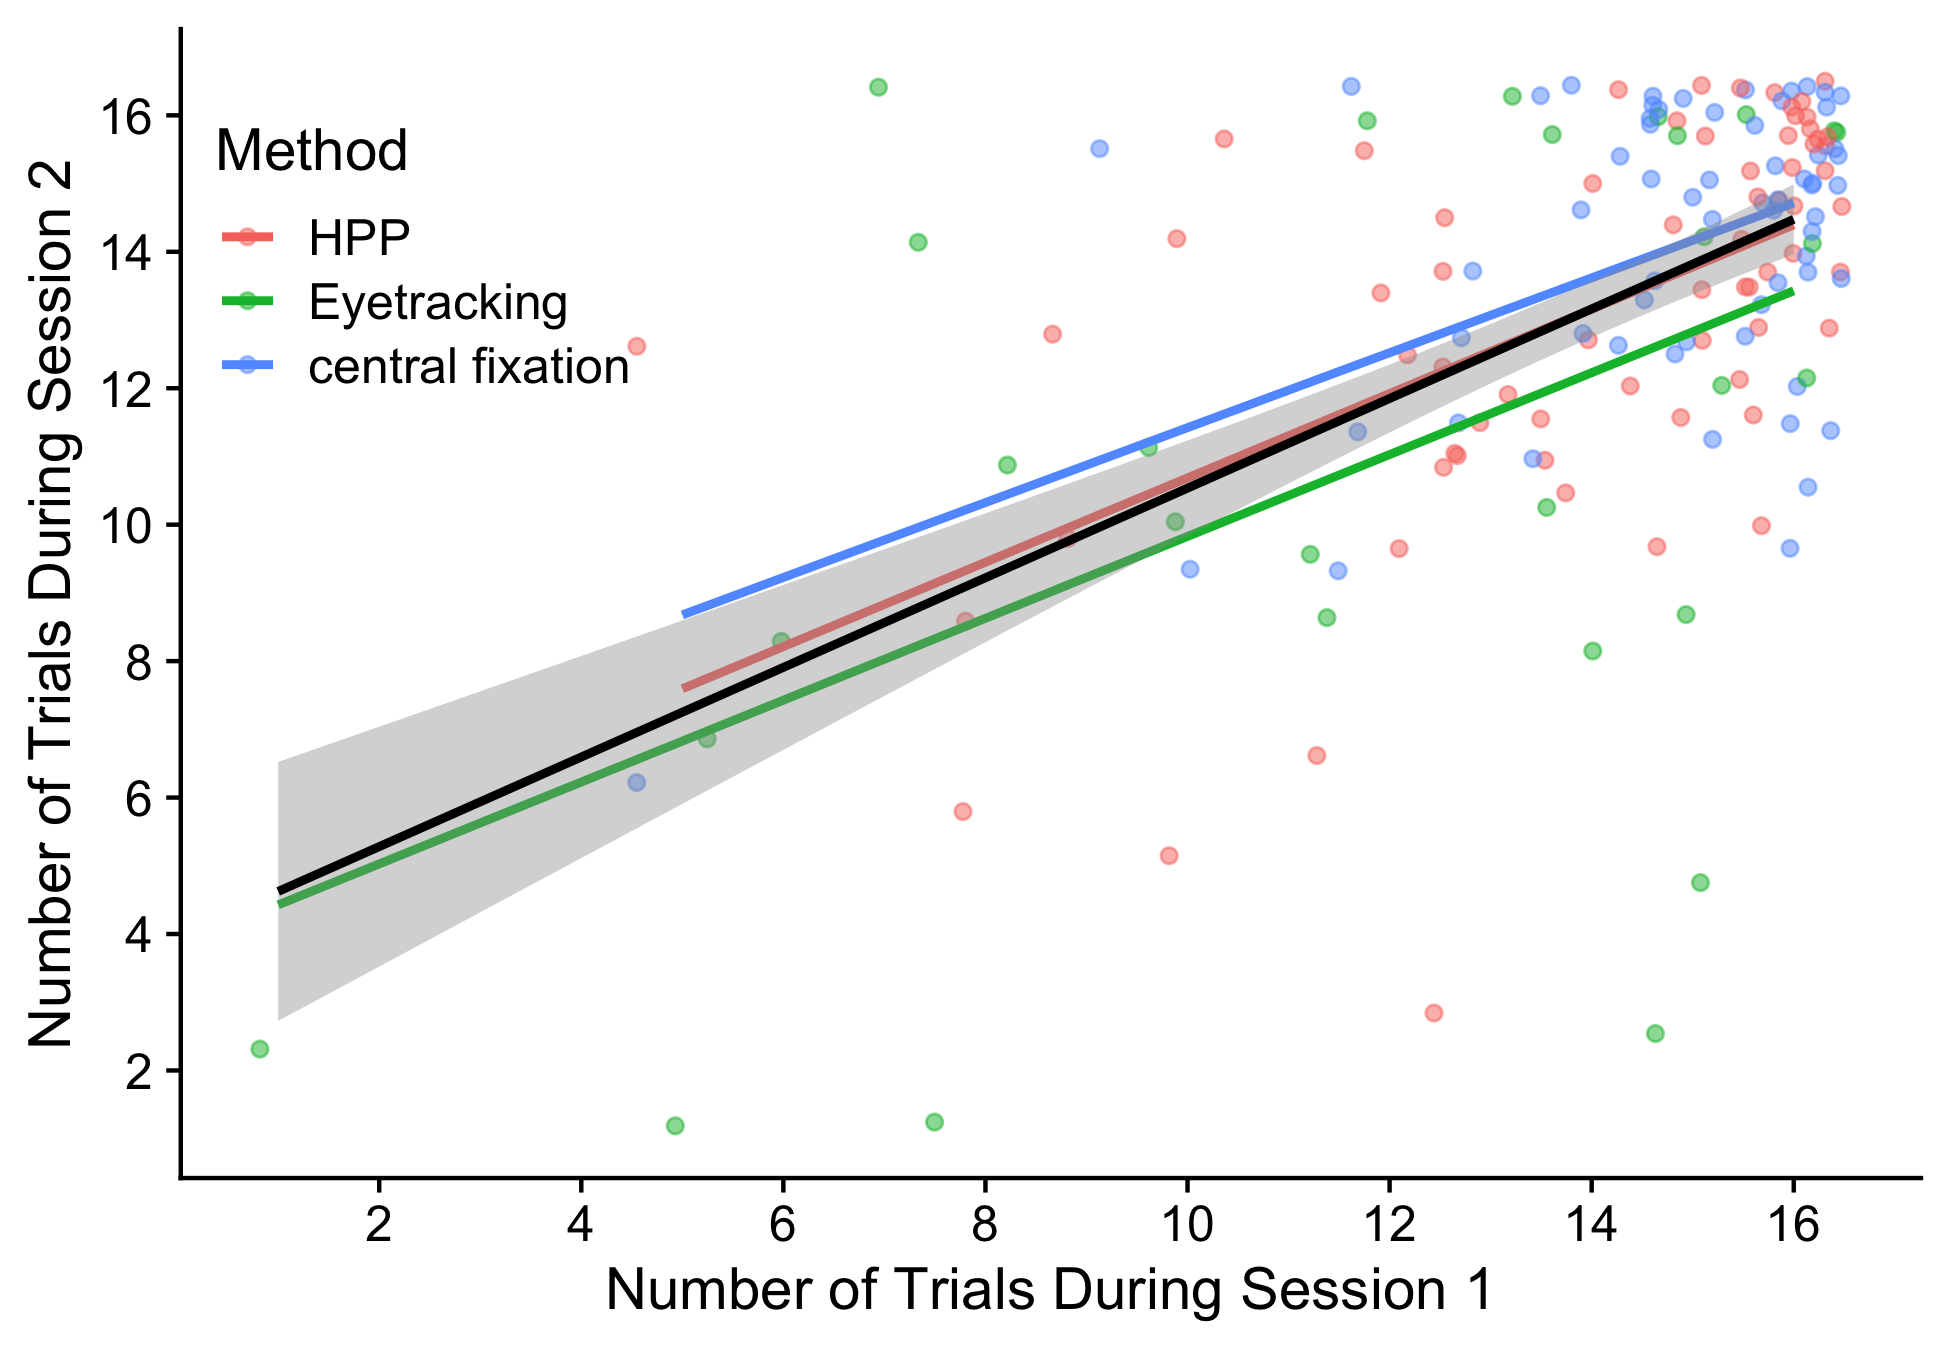 Number of Trials During Session 2
16
14
12
10
8
6
4
2
Method
HPP
Eyetracking
central fixation
2 4 6 8 10 12 14 16
Number of Trials During Session 1